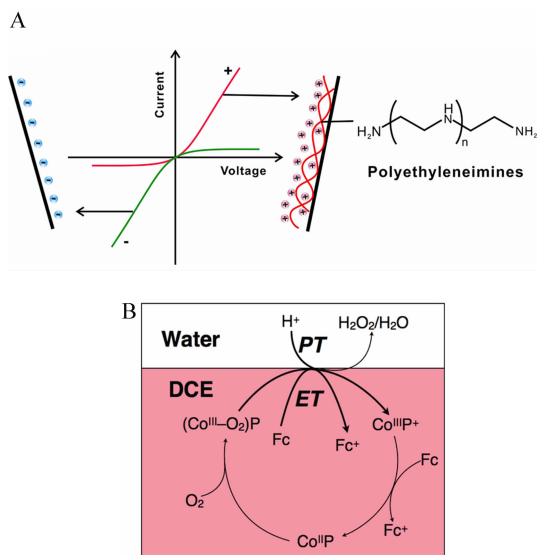 A
Current
+
Voltage
-
H₂N
H
N
n
NH₂
Polyethyleneimines
B
Water
H⁺
H₂O₂/H₂O
PT
DCE
ET
(Coᴵᴵᴵ–O₂)P
Fc
Fc⁺
CoᴵᴵᴵP⁺
Fc
O₂
Fc⁺
CoᴵᴵP